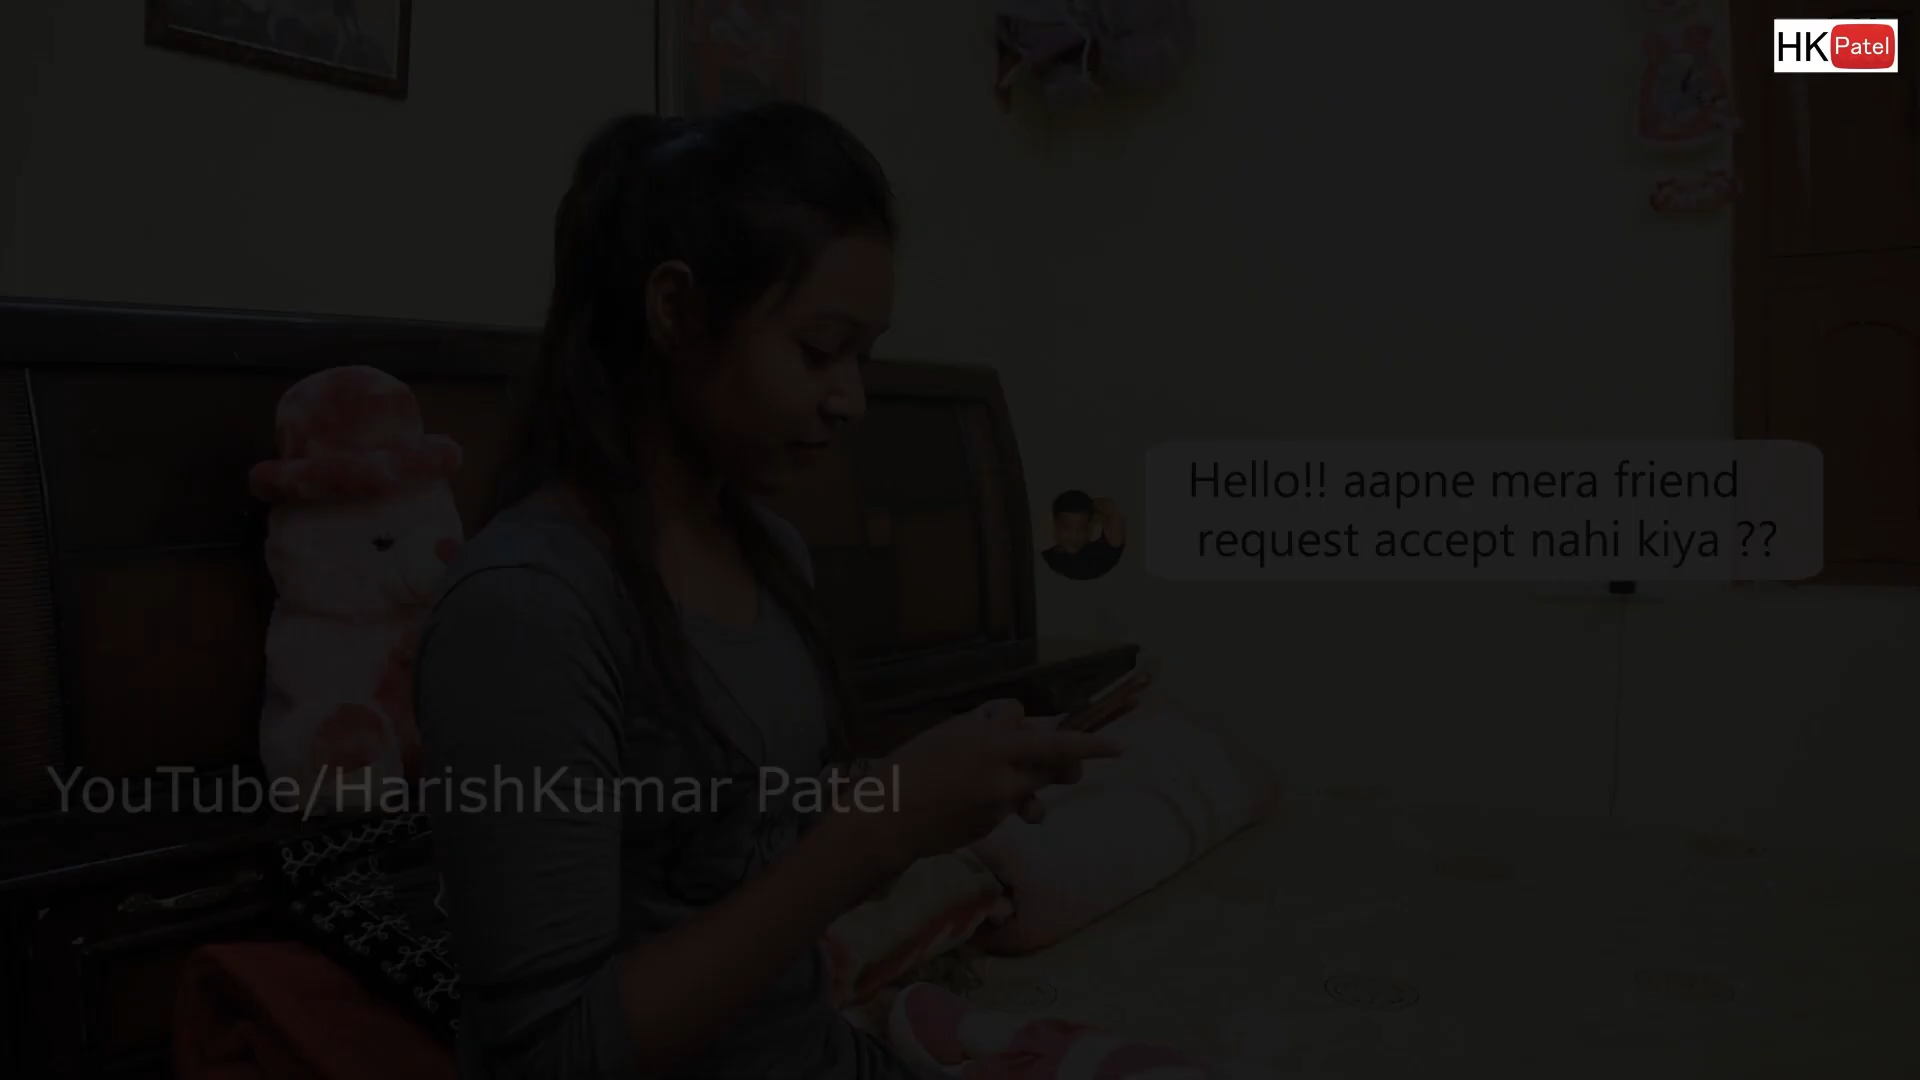 HK Patel
Hello!! aapne mera friend
request accept nahi kiya ??
YouTube/HarishKumar Patel